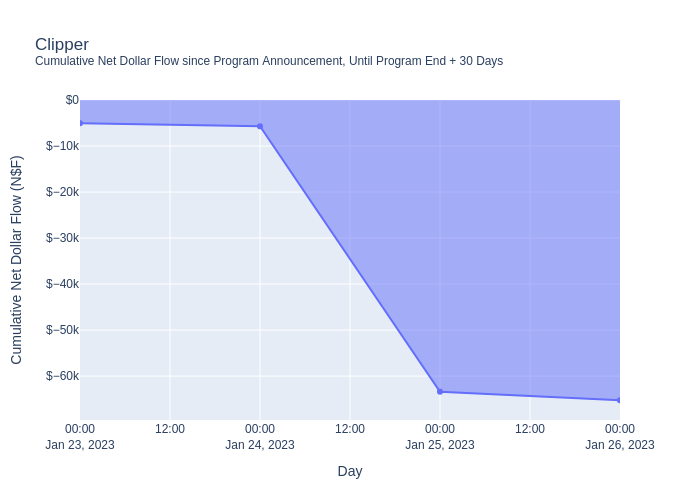 Clipper
Cumulative Net Dollar Flow since Program Announcement, Until Program End + 30 Days
Cumulative Net Dollar Flow (N$F)
$0
$−10k
$−20k
$−30k
$−40k
$−50k
$−60k
00:00 12:00 00:00 12:00 00:00 12:00 00:00
Jan 23, 2023 Jan 24, 2023 Jan 25, 2023 Jan 26, 2023
Day